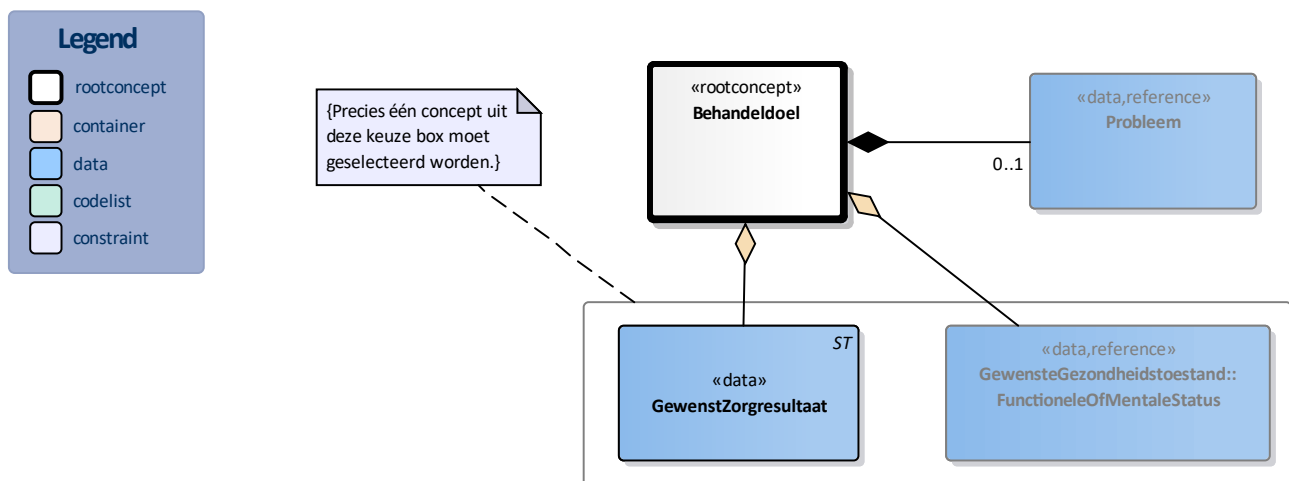 Legend
rootconcept
container
data
codelist
constraint
{Precies één concept uit
deze keuze box moet
geselecteerd worden.}
«rootconcept»
Behandeldoel
«data,reference»
Probleem
0..1
ST
«data»
GewenstZorgresultaat
«data,reference»
GewensteGezondheidstoestand::
FunctioneleOfMentaleStatus